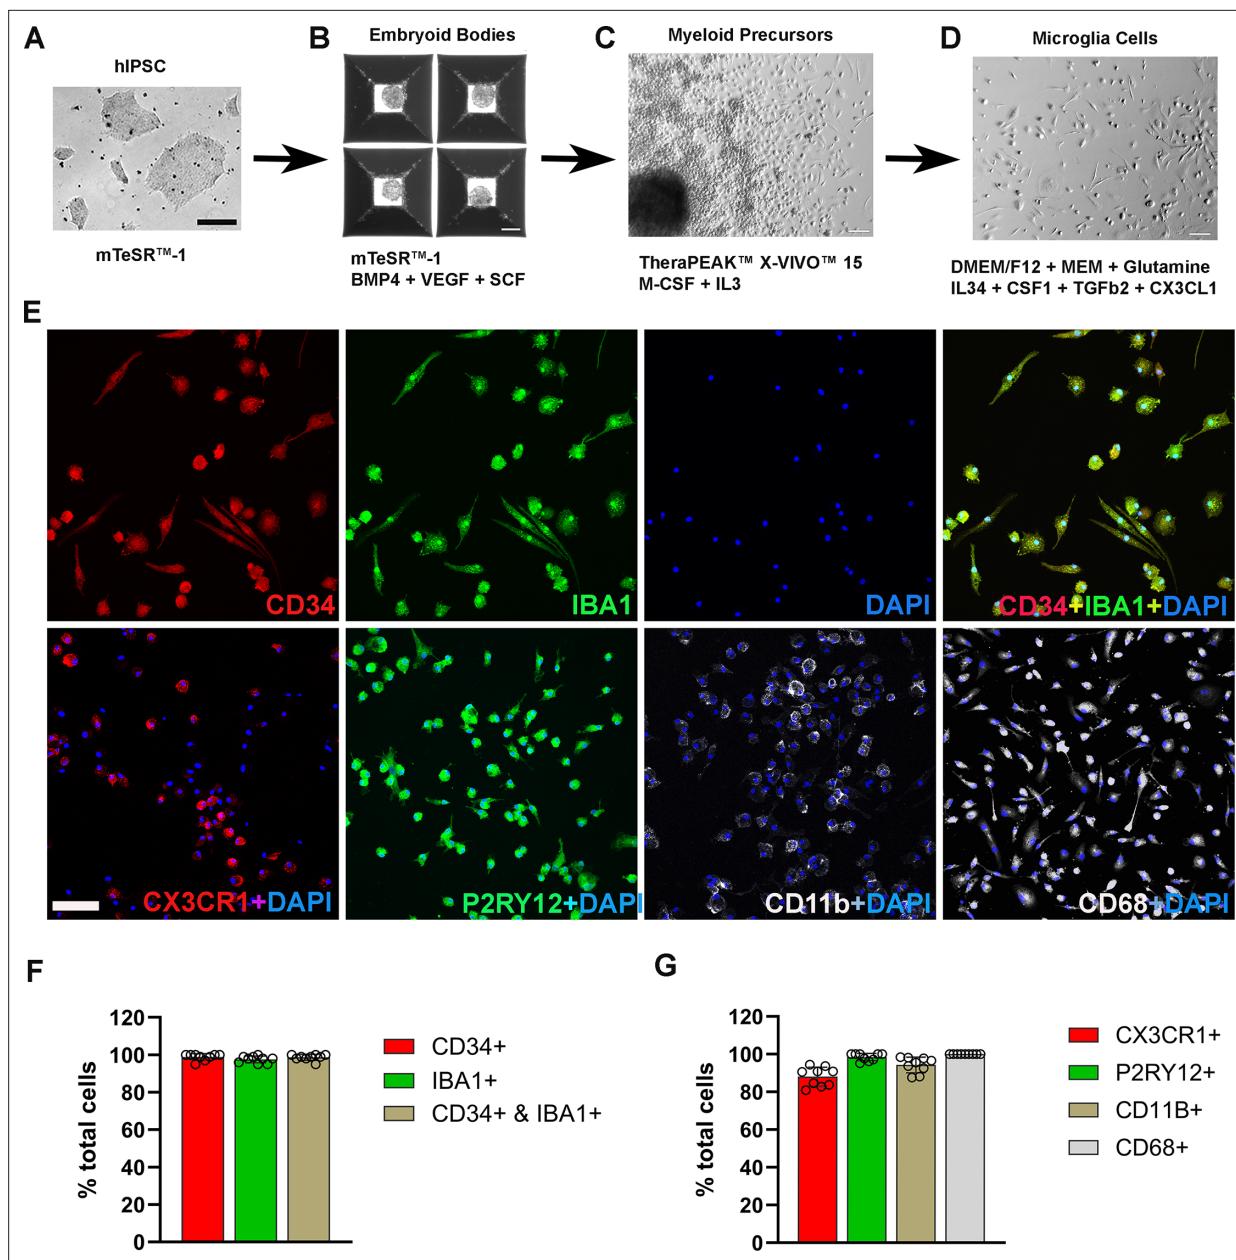 A
hIPSC
mTeSR™-1
B
Embryoid Bodies
mTeSR™-1
BMP4 + VEGF + SCF
C
Myeloid Precursors
TheraPEAK™ X-VIVO™ 15
M-CSF + IL3
D
Microglia Cells
DMEM/F12 + MEM + Glutamine
IL34 + CSF1 + TGFb2 + CX3CL1
E
CD34
IBA1
DAPI
CD34+IBA1+DAPI
CX3CR1+DAPI
P2RY12+DAPI
CD11b+DAPI
CD68+DAPI
F
% total cells
120
100
80
60
40
20
0
CD34+
IBA1+
CD34+ & IBA1+
G
% total cells
120
100
80
60
40
20
0
CX3CR1+
P2RY12+
CD11B+
CD68+